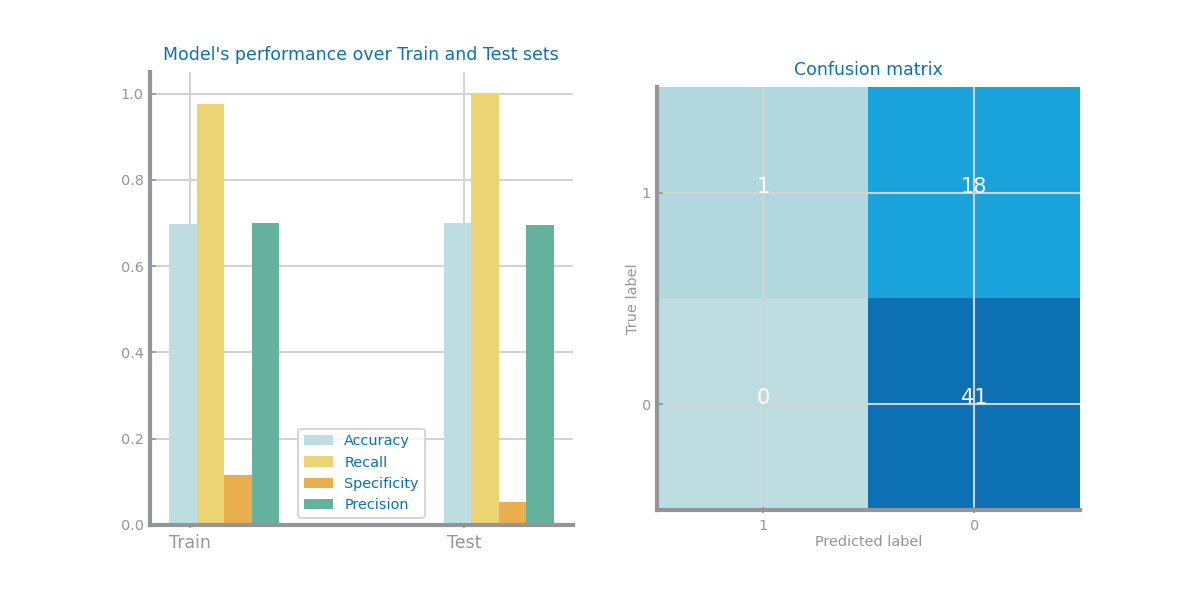 Model's performance over Train and Test sets
1.0
0.8
0.6
0.4
0.2
0.0
Accuracy
Recall
Specificity
Precision
Train Test
Confusion matrix
True label
1
0
1 18
0 41
1 0
Predicted label